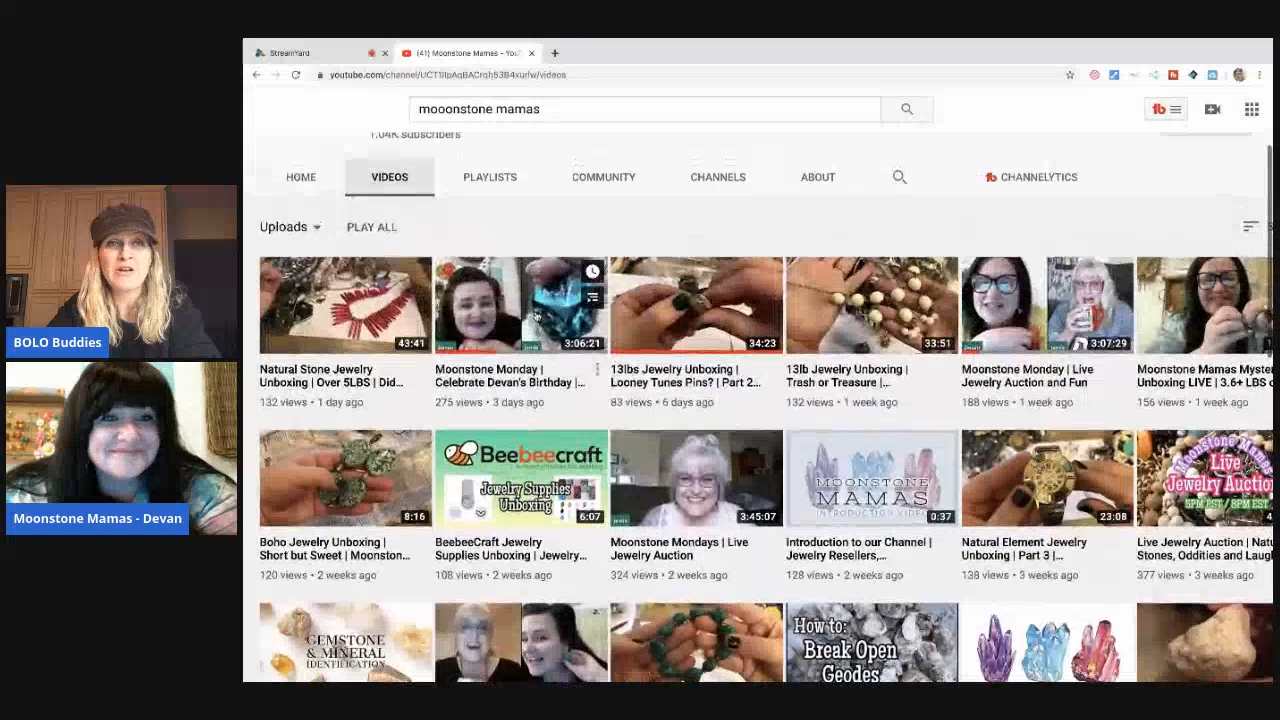 StreamYard
(41) Moonstone Mamas - You
mooonstone mamas
1.04K subscribers
HOME
VIDEOS
PLAYLISTS
COMMUNITY
CHANNELS
ABOUT
CHANNELYTICS
Uploads
PLAY ALL
43:41
3:06:21
34:23
33:51
3:07:29
Natural Stone Jewelry
Unboxing | Over 5LBS | Did...
132 views • 1 day ago
Moonstone Monday |
Celebrate Devan's Birthday |...
275 views • 3 days ago
13lbs Jewelry Unboxing |
Looney Tunes Pins? | Part 2...
83 views • 6 days ago
13lb Jewelry Unboxing |
Trash or Treasure |...
132 views • 1 week ago
Moonstone Monday | Live
Jewelry Auction and Fun
188 views • 1 week ago
Moonstone Mamas Myste
Unboxing LIVE | 3.6+ LBS
156 views • 1 week ago
BOLO Buddies
Moonstone Mamas - Devan
8:16
Beebeecraft
Jewelry Supplies
Unboxing
6:07
3:45:07
MOONSTONE
MAMAS
INTRODUCTION VIDEO
0:37
23:08
Moonstone Mamas
Live
Jewelry Auction
5PM EST / 8PM EST
Boho Jewelry Unboxing |
Short but Sweet | Moonston...
120 views • 2 weeks ago
BeebeeCraft Jewelry
Supplies Unboxing | Jewelry...
108 views • 2 weeks ago
Moonstone Mondays | Live
Jewelry Auction
324 views • 2 weeks ago
Introduction to our Channel |
Jewelry Resellers,...
128 views • 2 weeks ago
Natural Element Jewelry
Unboxing | Part 3 |...
138 views • 3 weeks ago
Live Jewelry Auction | Natu
Stones, Oddities and Laugh
377 views • 3 weeks ago
GEMSTONE
& MINERAL
IDENTIFICATION
How to:
Break Open
Geodes